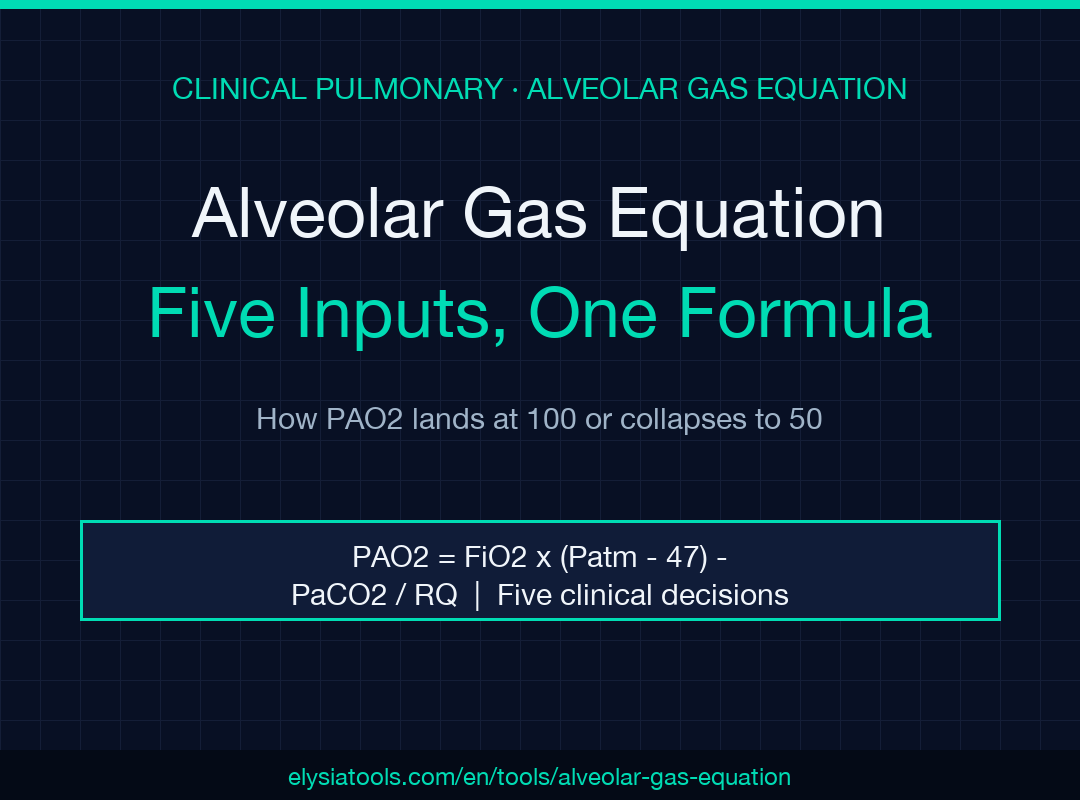 CLINICAL PULMONARY · ALVEOLAR GAS EQUATION
Alveolar Gas Equation
Five Inputs, One Formula
How PAO2 lands at 100 or collapses to 50
PAO2 = FiO2 x (Patm - 47) -
PaCO2 / RQ | Five clinical decisions
elysiatools.com/en/tools/alveolar-gas-equation